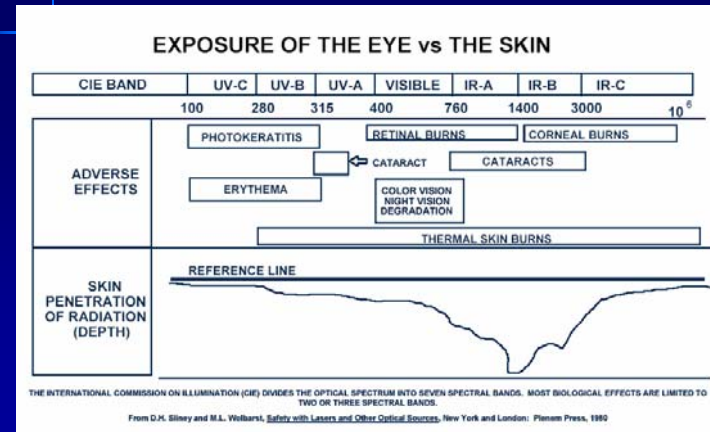 EXPOSURE OF THE EYE vs THE SKIN
CIE BAND UV-C UV-B UV-A VISIBLE IR-A IR-B IR-C
100 280 315 400 760 1400 3000 10 6
ADVERSE
EFFECTS
PHOTOKERATITIS RETINAL BURNS CORNEAL BURNS
CATARACT CATARACTS
ERYTHEMA
COLOR VISION
NIGHT VISION
DEGRADATION
THERMAL SKIN BURNS
SKIN
PENETRATION
OF RADIATION
(DEPTH)
REFERENCE LINE
THE INTERNATIONAL COMMISSION ON ILLUMINATION (CIE) DIVIDES THE OPTICAL SPECTRUM INTO SEVEN SPECTRAL BANDS. MOST BIOLOGICAL EFFECTS ARE LIMITED TO
TWO OR THREE SPECTRAL BANDS.
From D.H. Sliney and M.L. Wolbarst, Safety with Lasers and Other Optical Sources, New York and London: Plenem Press, 1980